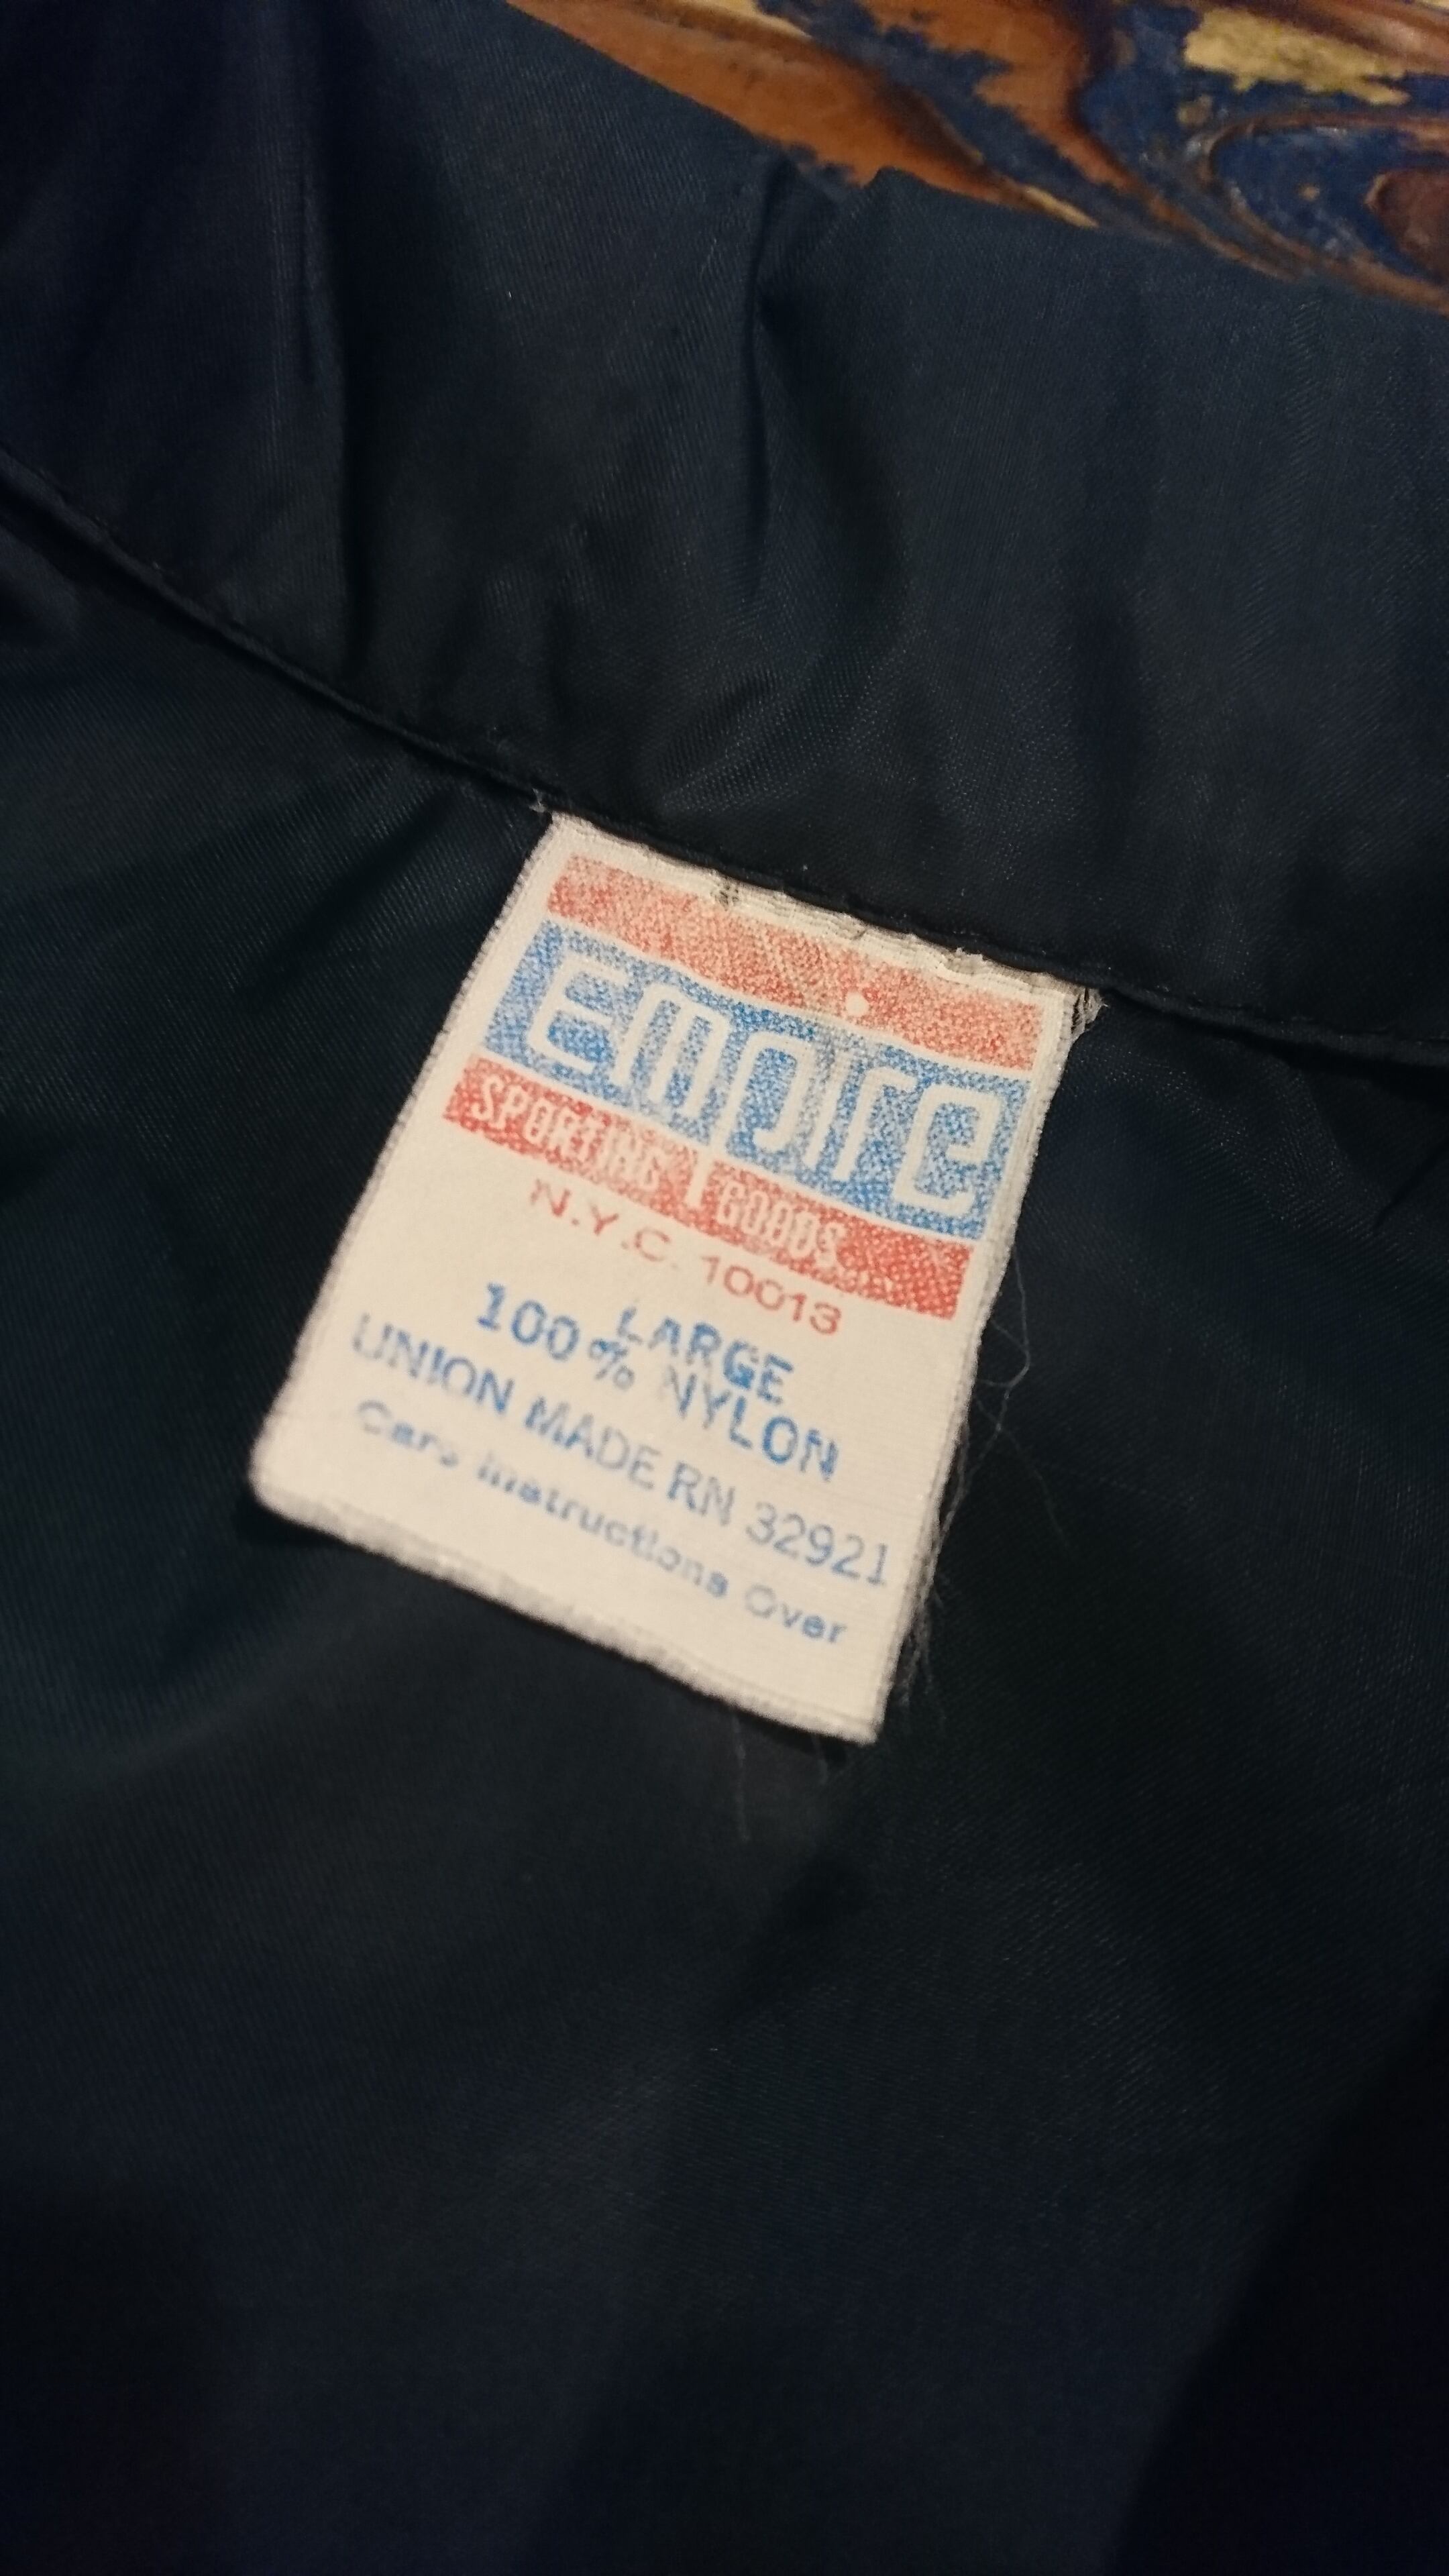 Empire
SPORTING GOODS
N.Y.C. 10013
LARGE
100% NYLON
UNION MADE RN 32921
Care Instructions Over